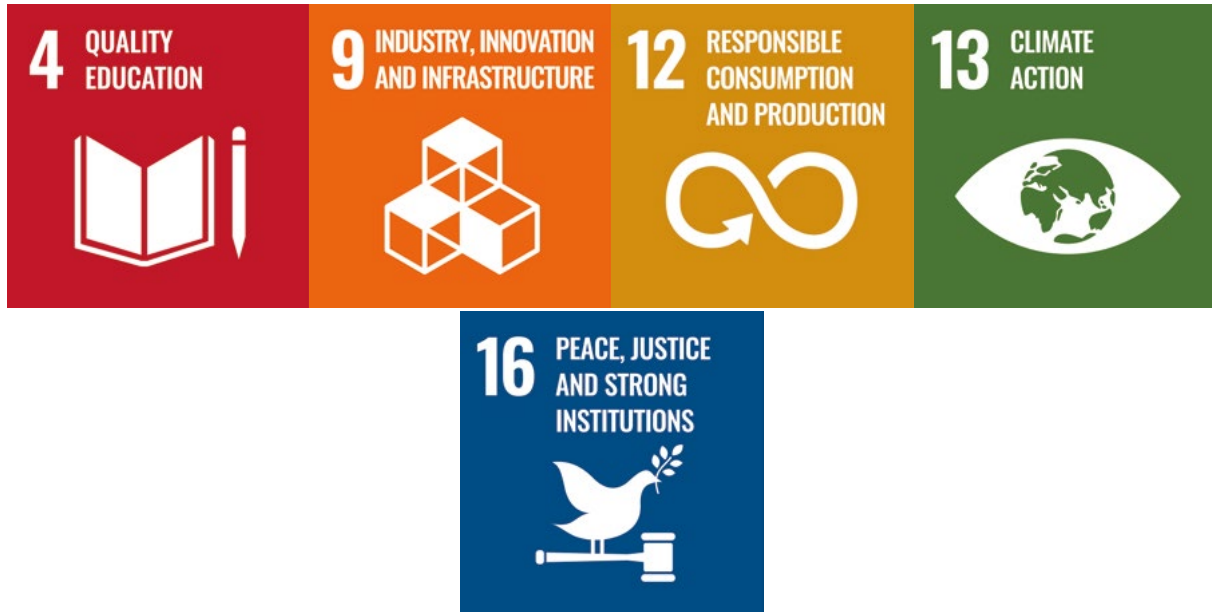 4 QUALITY
EDUCATION
9 INDUSTRY, INNOVATION
AND INFRASTRUCTURE
12 RESPONSIBLE
CONSUMPTION
AND PRODUCTION
13 CLIMATE
ACTION
16 PEACE, JUSTICE
AND STRONG
INSTITUTIONS